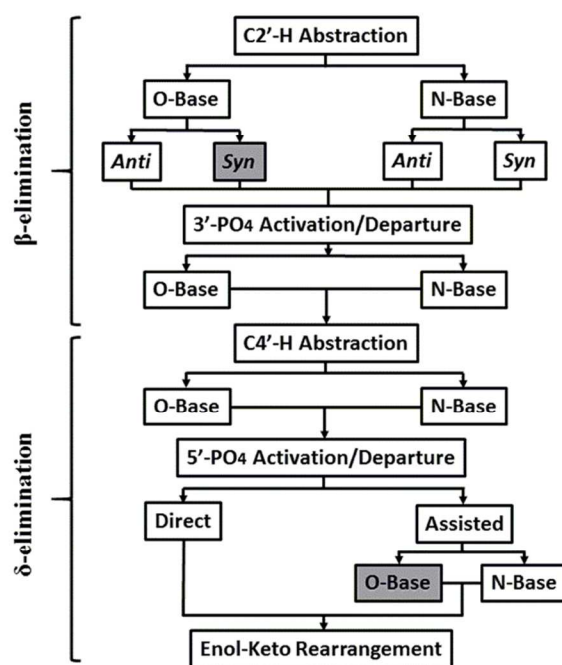 C2′-H Abstraction
O-Base N-Base
Anti Syn Anti Syn
3′-PO4 Activation/Departure
O-Base N-Base
β-elimination
C4′-H Abstraction
O-Base N-Base
5′-PO4 Activation/Departure
Direct Assisted
O-Base N-Base
Enol-Keto Rearrangement
δ-elimination